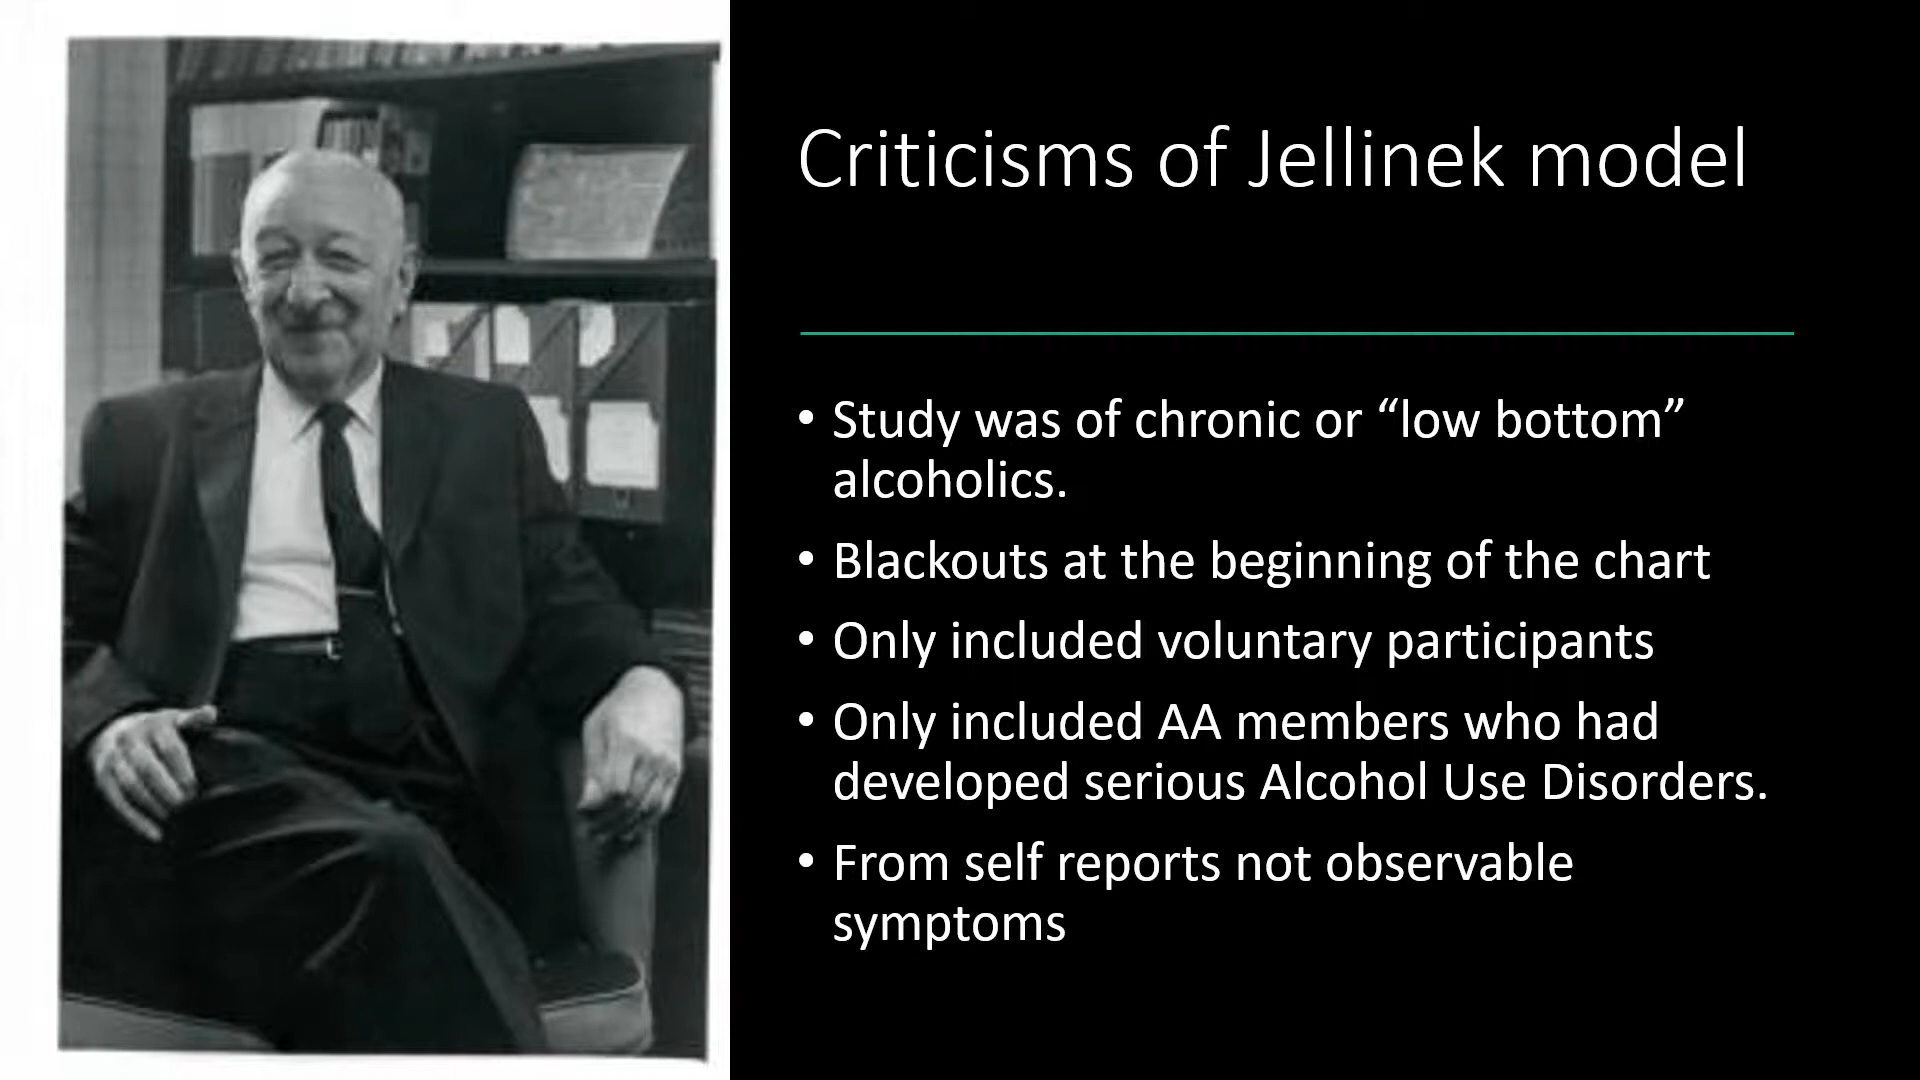 Criticisms of Jellinek model
• Study was of chronic or “low bottom”
alcoholics.
• Blackouts at the beginning of the chart
• Only included voluntary participants
• Only included AA members who had
developed serious Alcohol Use Disorders.
• From self reports not observable
symptoms